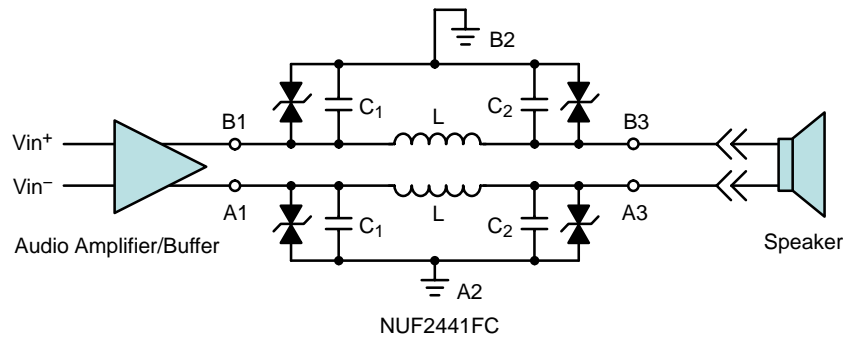 B2
C₁
C₂
B1
L
B3
Vin⁺
Vin⁻
A1
L
A3
C₁
C₂
Audio Amplifier/Buffer
Speaker
A2
NUF2441FC